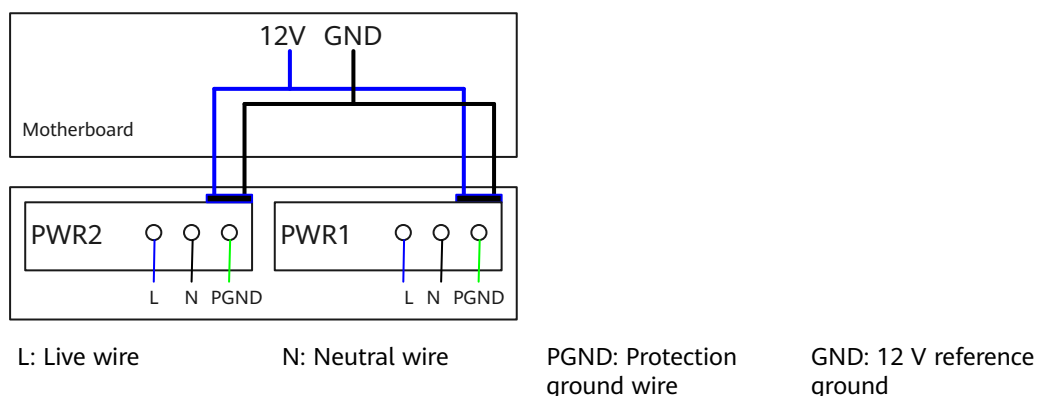 12V GND
Motherboard
PWR2
PWR1
L N PGND
L N PGND
L: Live wire
N: Neutral wire
PGND: Protection
ground wire
GND: 12 V reference
ground